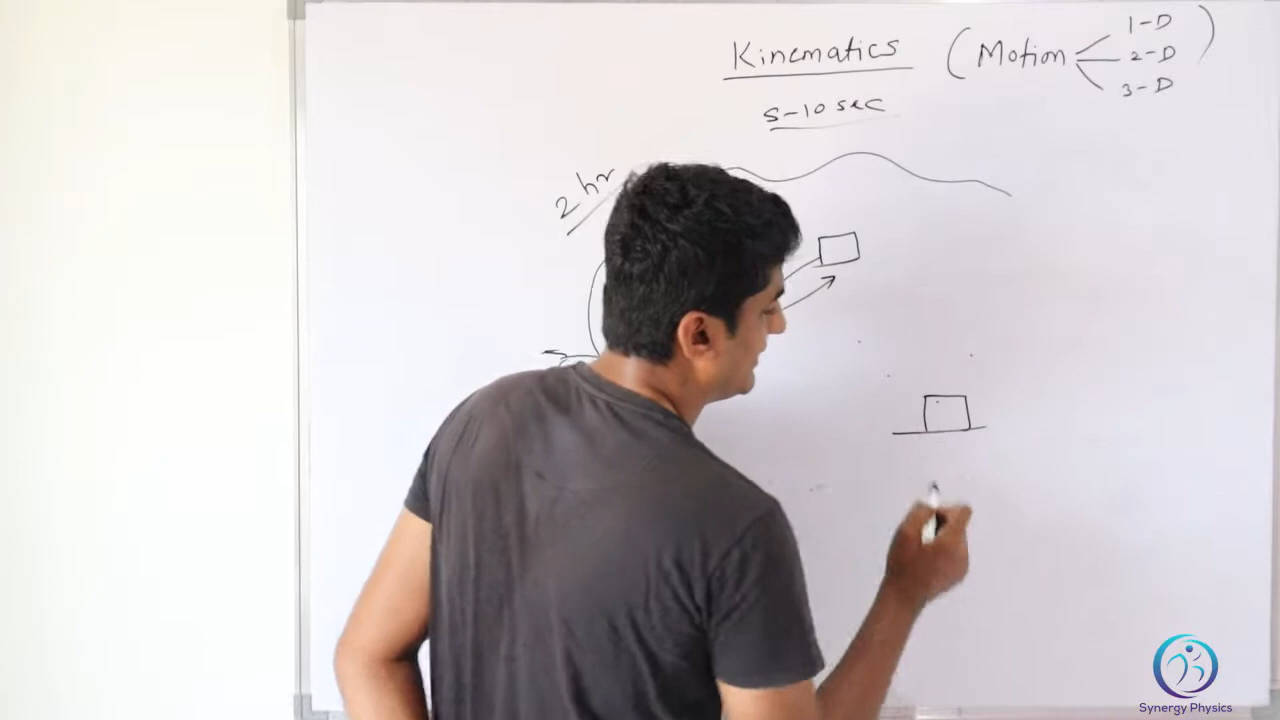 Kinematics (Motion 1-D
2-D
3-D)
5-10 sec
2 hr
Synergy Physics